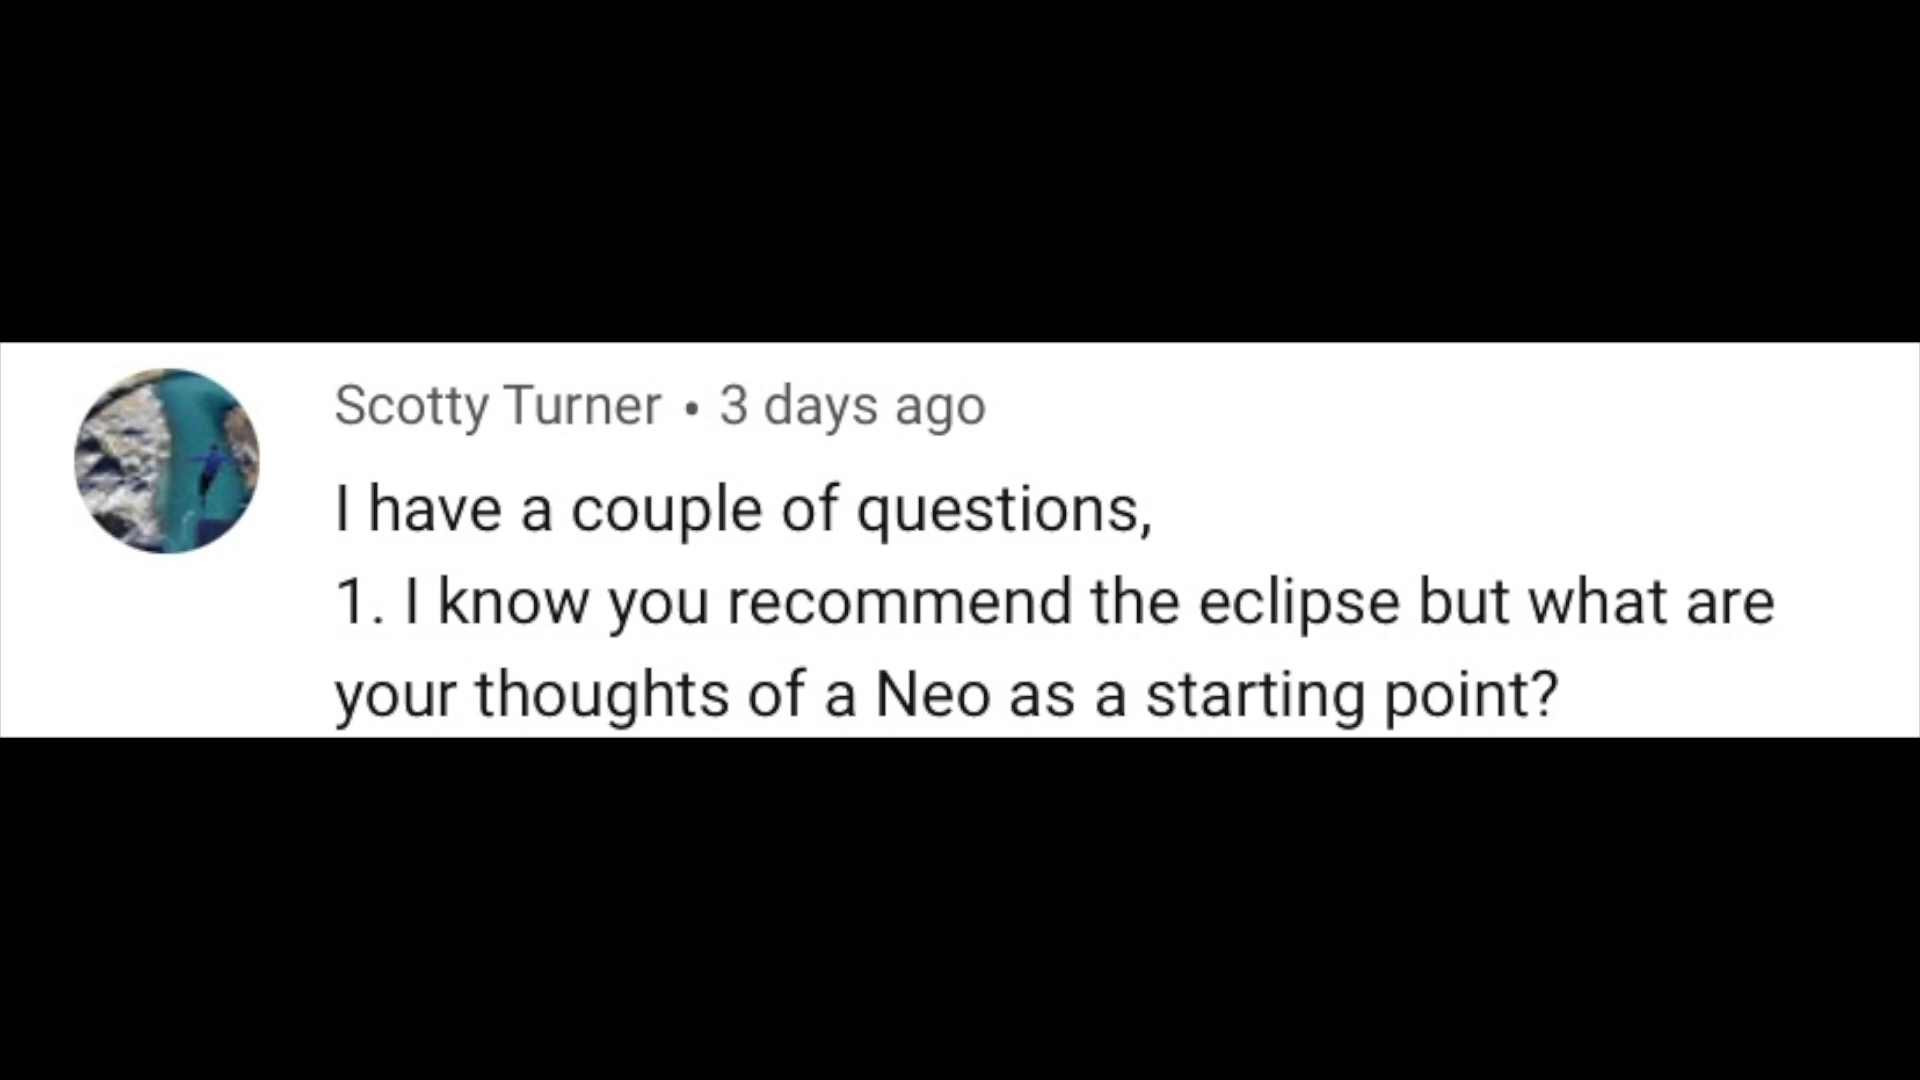 Scotty Turner • 3 days ago
I have a couple of questions,
1. I know you recommend the eclipse but what are
your thoughts of a Neo as a starting point?